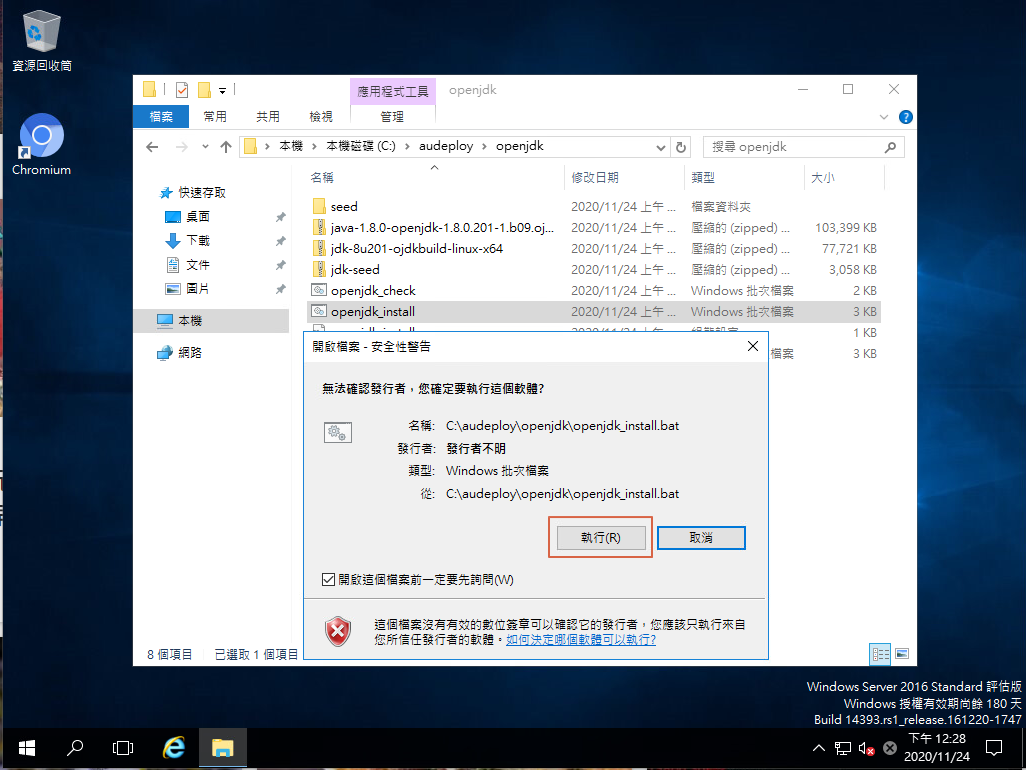 資源回收筒
Chromium
應用程式工具
openjdk
檔案
常用
共用
檢視
管理
本機 > 本機磁碟 (C:) > audeploy > openjdk
搜尋 openjdk
快速存取
桌面
下載
文件
圖片
本機
網路
名稱 修改日期 類型 大小
seed 2020/11/24 上午 ... 檔案資料夾
java-1.8.0-openjdk-1.8.0.201-1.b09.oj... 2020/11/24 上午 ... 壓縮的 (zipped) ... 103,399 KB
jdk-8u201-ojdkbuild-linux-x64 2020/11/24 上午 ... 壓縮的 (zipped) ... 77,721 KB
jdk-seed 2020/11/24 上午 ... 壓縮的 (zipped) ... 3,058 KB
openjdk_check 2020/11/24 上午 ... Windows 批次檔案 2 KB
openjdk_install 2020/11/24 上午 ... Windows 批次檔案 3 KB
1 KB
檔案 3 KB
開啟檔案 - 安全性警告
無法確認發行者，您確定要執行這個軟體?
名稱: C:\audeploy\openjdk\openjdk_install.bat
發行者: 發行者不明
類型: Windows 批次檔案
從: C:\audeploy\openjdk\openjdk_install.bat
執行(R)
取消
開啟這個檔案前一定要先詢問(W)
這個檔案沒有有效的數位簽章可以確認它的發行者，您應該只執行來自
您所信任發行者的軟體。如何決定哪個軟體可以執行?
8 個項目 已選取 1 個項目
Windows Server 2016 Standard 評估版
Windows 授權有效期尚餘 180 天
Build 14393.rs1_release.161220-1747
下午 12:28
2020/11/24